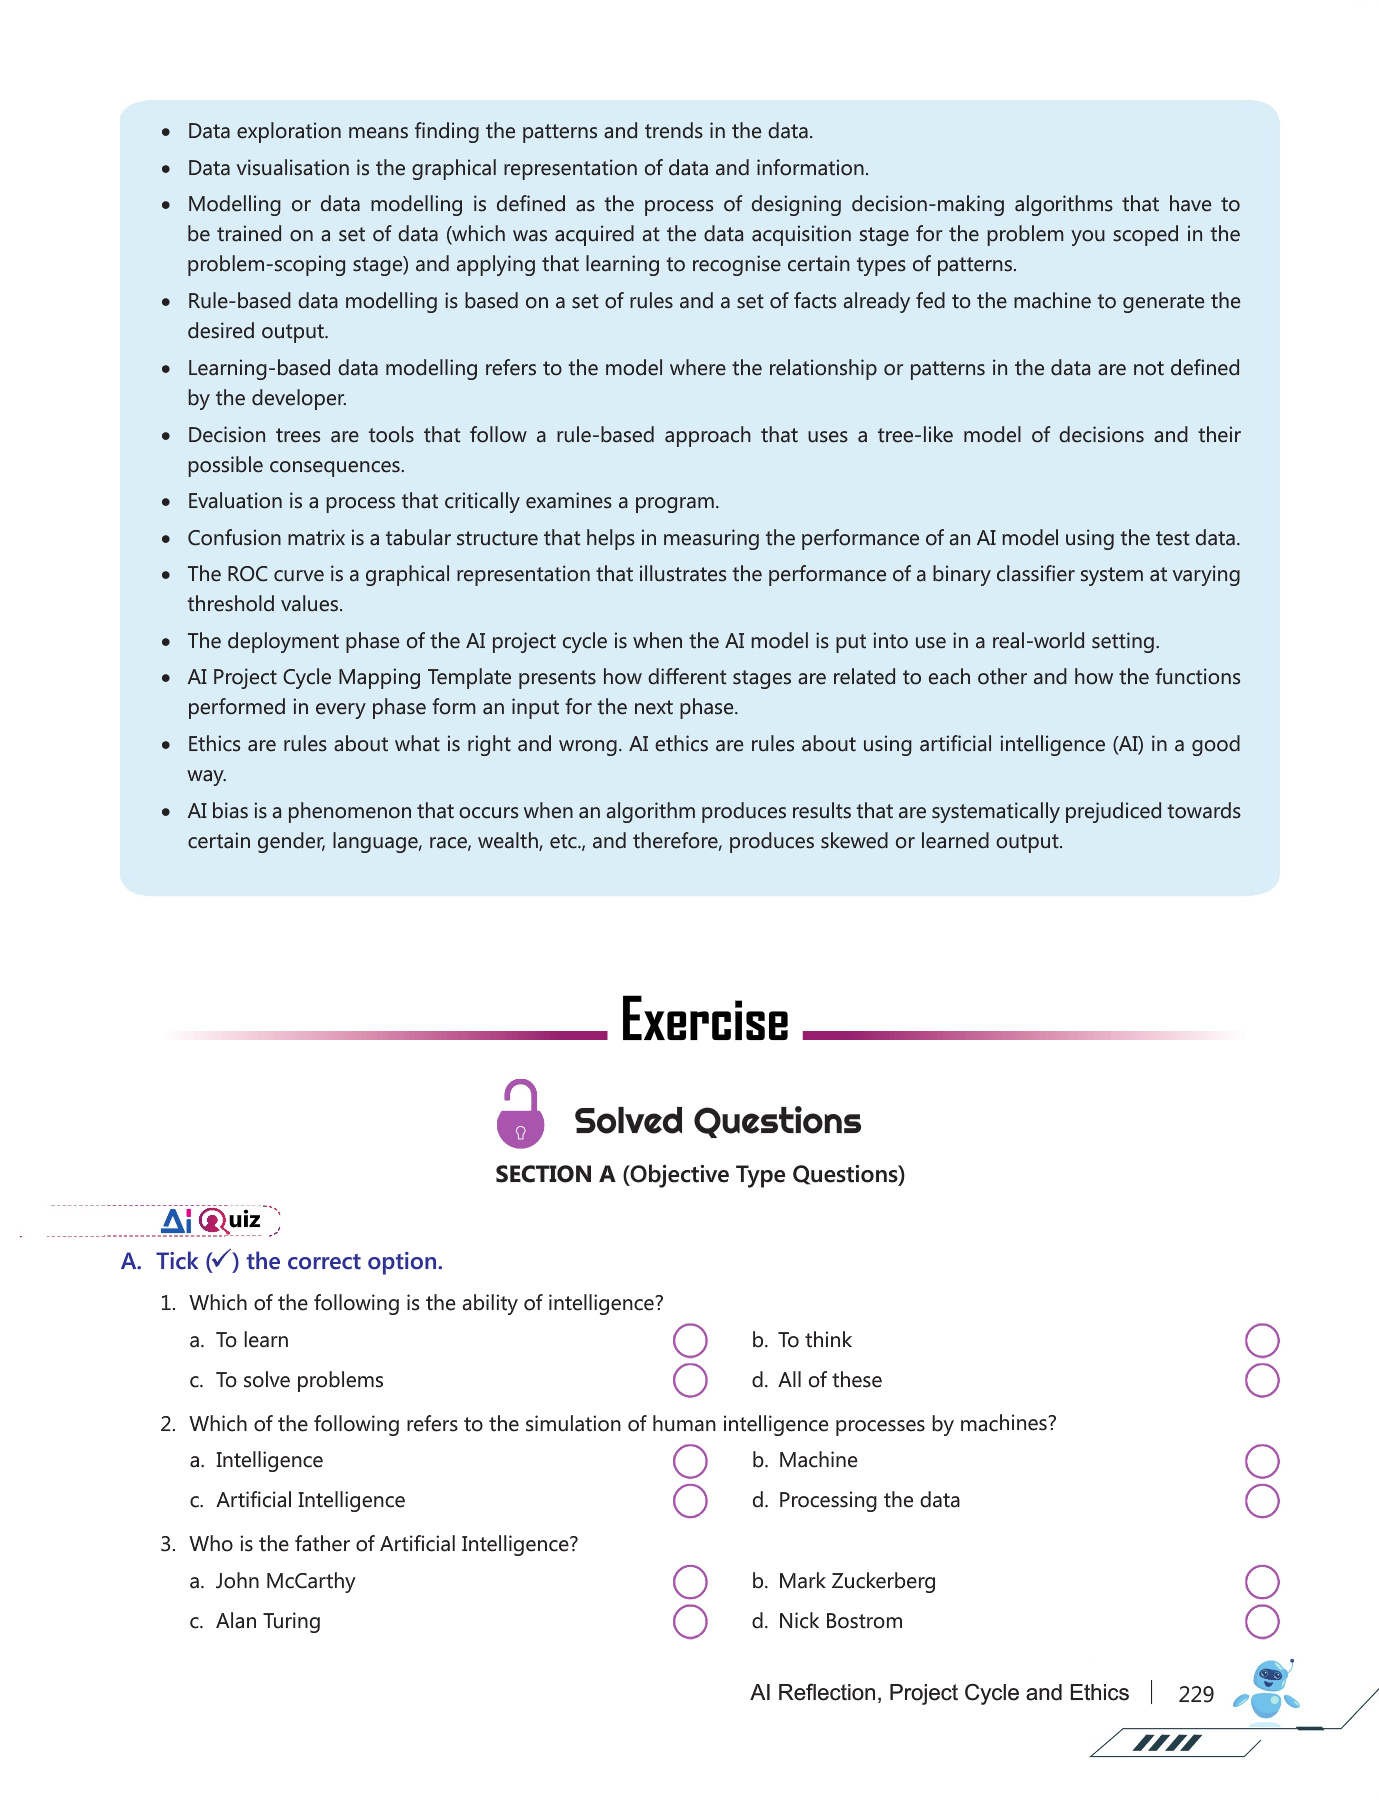 • Data exploration means finding the patterns and trends in the data.
• Data visualisation is the graphical representation of data and information.
• Modelling or data modelling is defined as the process of designing decision-making algorithms that have to
be trained on a set of data (which was acquired at the data acquisition stage for the problem you scoped in the
problem-scoping stage) and applying that learning to recognise certain types of patterns.
• Rule-based data modelling is based on a set of rules and a set of facts already fed to the machine to generate the
desired output.
• Learning-based data modelling refers to the model where the relationship or patterns in the data are not defined
by the developer.
• Decision trees are tools that follow a rule-based approach that uses a tree-like model of decisions and their
possible consequences.
• Evaluation is a process that critically examines a program.
• Confusion matrix is a tabular structure that helps in measuring the performance of an AI model using the test data.
• The ROC curve is a graphical representation that illustrates the performance of a binary classifier system at varying
threshold values.
• The deployment phase of the AI project cycle is when the AI model is put into use in a real-world setting.
• AI Project Cycle Mapping Template presents how different stages are related to each other and how the functions
performed in every phase form an input for the next phase.
• Ethics are rules about what is right and wrong. AI ethics are rules about using artificial intelligence (AI) in a good
way.
• AI bias is a phenomenon that occurs when an algorithm produces results that are systematically prejudiced towards
certain gender, language, race, wealth, etc., and therefore, produces skewed or learned output.
Exercise
Solved Questions
SECTION A (Objective Type Questions)
Ai Quiz
A. Tick (✓) the correct option.
1. Which of the following is the ability of intelligence?
a. To learn b. To think
c. To solve problems d. All of these
2. Which of the following refers to the simulation of human intelligence processes by machines?
a. Intelligence b. Machine
c. Artificial Intelligence d. Processing the data
3. Who is the father of Artificial Intelligence?
a. John McCarthy b. Mark Zuckerberg
c. Alan Turing d. Nick Bostrom
AI Reflection, Project Cycle and Ethics 229